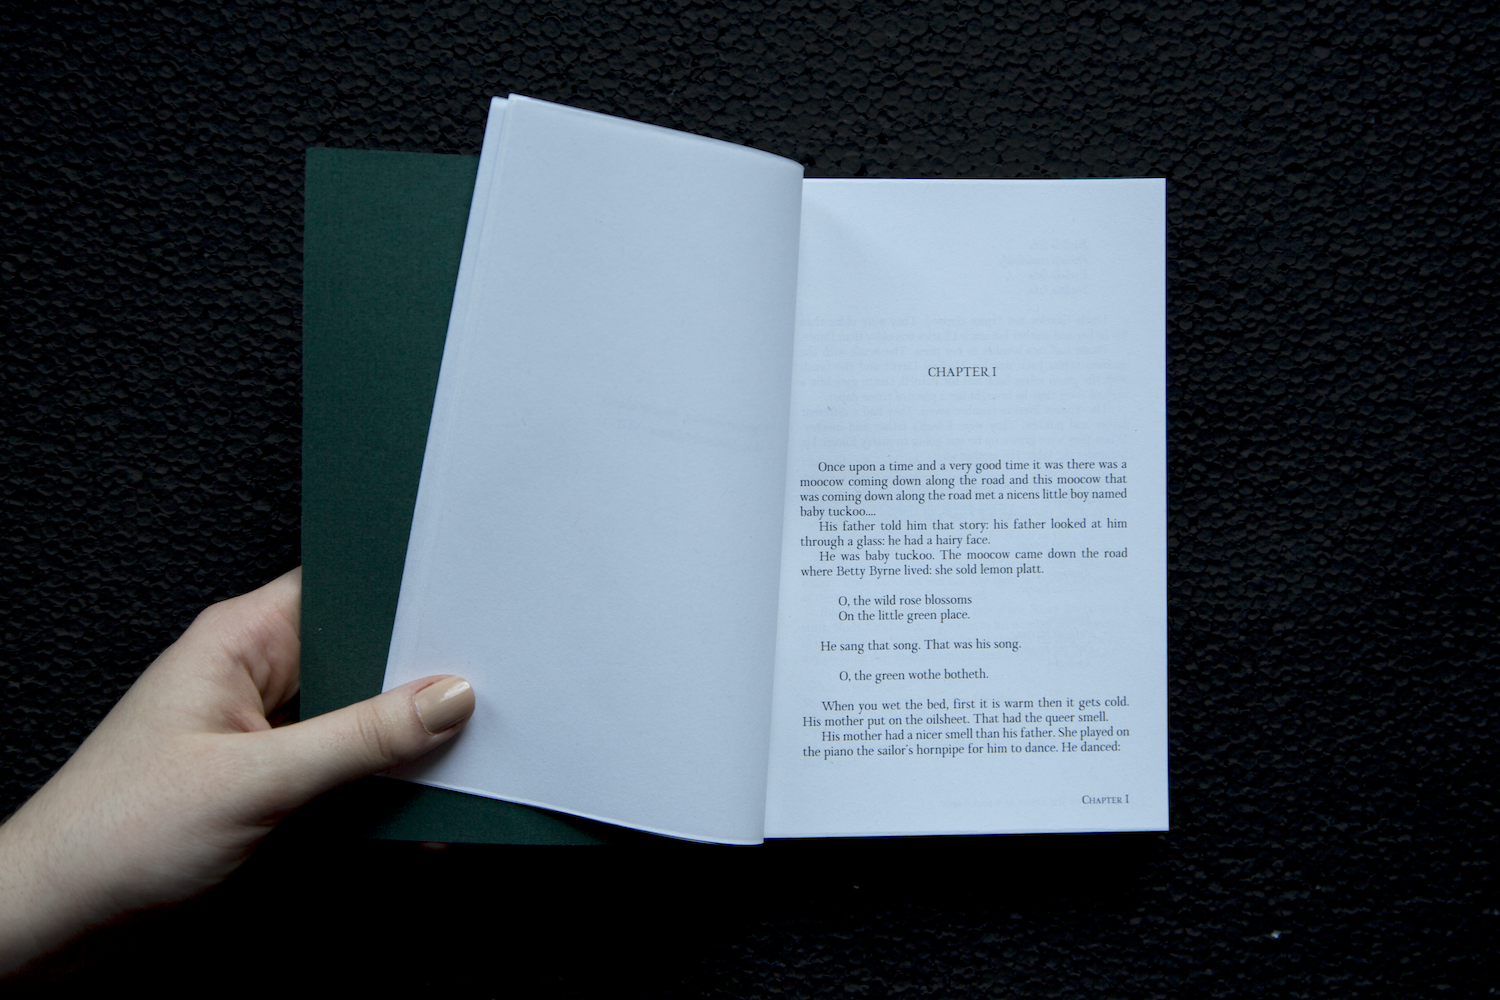 CHAPTER I
Once upon a time and a very good time it was there was a
moocow coming down along the road and this moocow that
was coming down along the road met a nicens little boy named
baby tuckoo....
His father told him that story: his father looked at him
through a glass: he had a hairy face.
He was baby tuckoo. The moocow came down the road
where Betty Byrne lived: she sold lemon platt.
O, the wild rose blossoms
On the little green place.
He sang that song. That was his song.
O, the green wothe botheth.
When you wet the bed, first it is warm then it gets cold.
His mother put on the oilsheet. That had the queer smell.
His mother had a nicer smell than his father. She played on
the piano the sailor's hornpipe for him to dance. He danced:
CHAPTER I